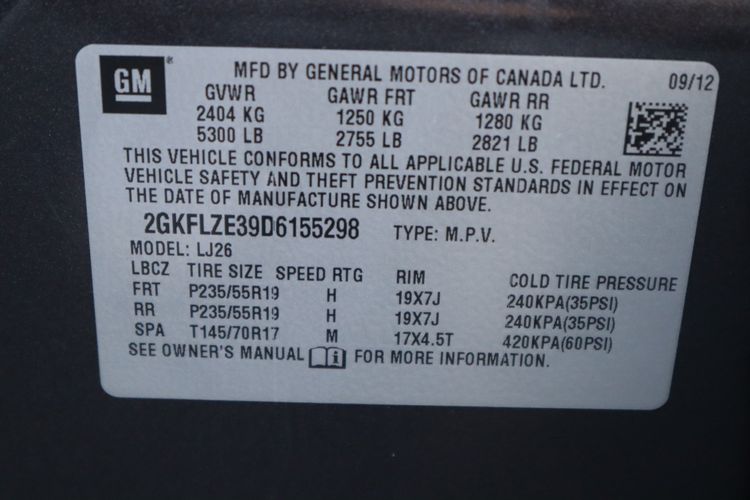 GM® MFD BY GENERAL MOTORS OF CANADA LTD. 09/12
GVWR GAWR FRT GAWR RR
2404 KG 1250 KG 1280 KG
5300 LB 2755 LB 2821 LB
THIS VEHICLE CONFORMS TO ALL APPLICABLE U.S. FEDERAL MOTOR
VEHICLE SAFETY AND THEFT PREVENTION STANDARDS IN EFFECT ON
THE DATE OF MANUFACTURE SHOWN ABOVE.
2GKFLZE39D6155298 TYPE: M.P.V.
MODEL: LJ26
LBCZ TIRE SIZE SPEED RTG RIM COLD TIRE PRESSURE
FRT P235/55R19 H 19X7J 240KPA(35PSI)
RR P235/55R19 H 19X7J 240KPA(35PSI)
SPA T145/70R17 M 17X4.5T 420KPA(60PSI)
SEE OWNER'S MANUAL FOR MORE INFORMATION.